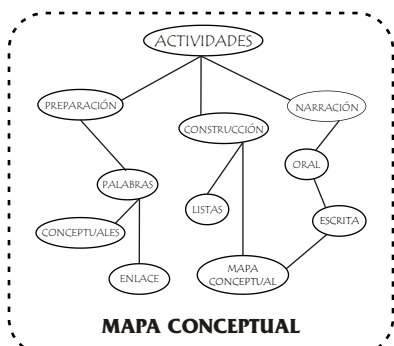 ACTIVIDADES
PREPARACIÓN
NARRACIÓN
CONSTRUCCIÓN
ORAL
PALABRAS
LISTAS
ESCRITA
CONCEPTUALES
MAPA
CONCEPTUAL
ENLACE
MAPA CONCEPTUAL